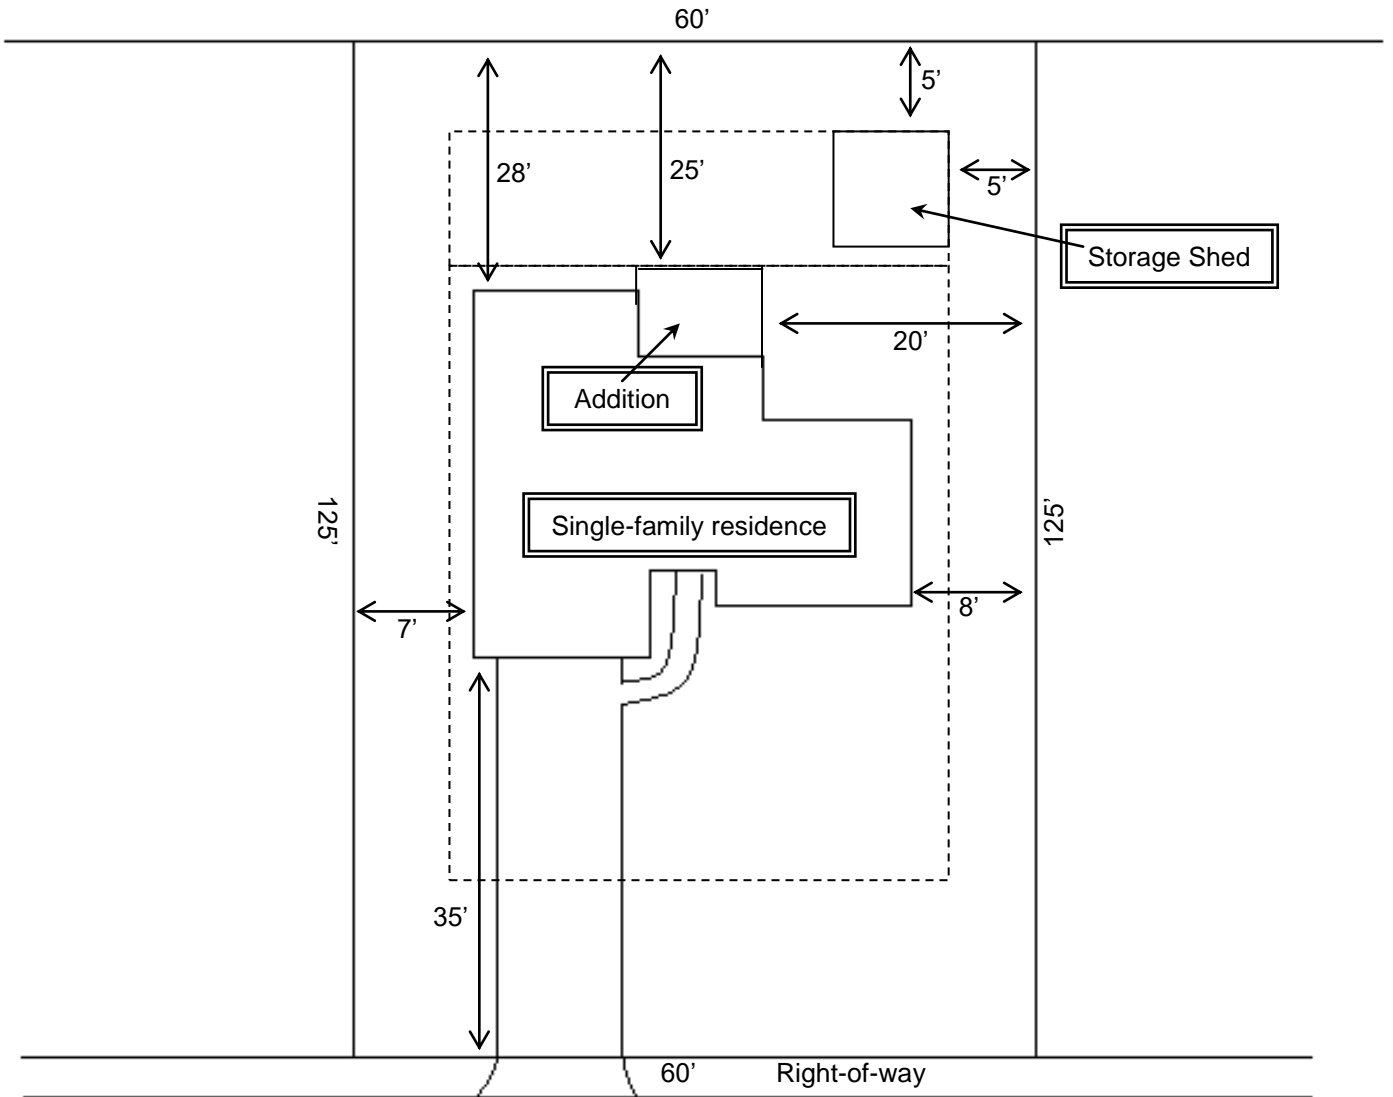 60’
5’
28’
25’
5’
Storage Shed
20’
Addition
125’
Single-family residence
125’
7’
8’
35’
60’ Right-of-way